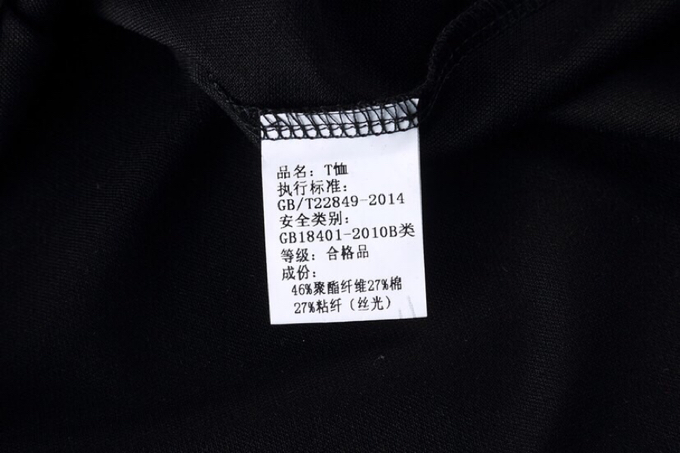 品名：T恤
执行标准：
GB/T22849-2014
安全类别：
GB18401-2010B类
等级：合格品
成份：
46%聚酯纤维27%棉
27%粘纤（丝光）